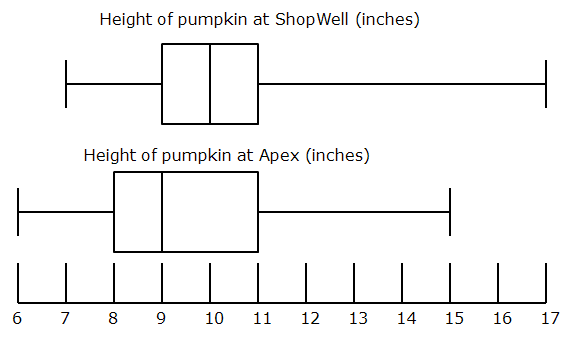 Height of pumpkin at ShopWell (inches)
Height of pumpkin at Apex (inches)
6 7 8 9 10 11 12 13 14 15 16 17